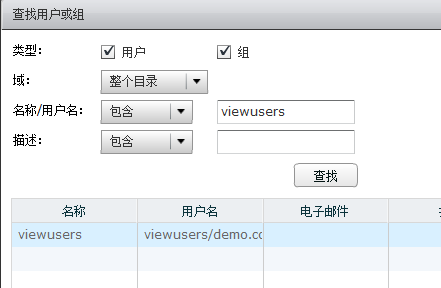 查找用户或组
类型： 用户 组
域： 整个目录
名称/用户名： 包含 viewusers
描述： 包含
查找
名称 用户名 电子邮件
viewusers viewusers/demo.co